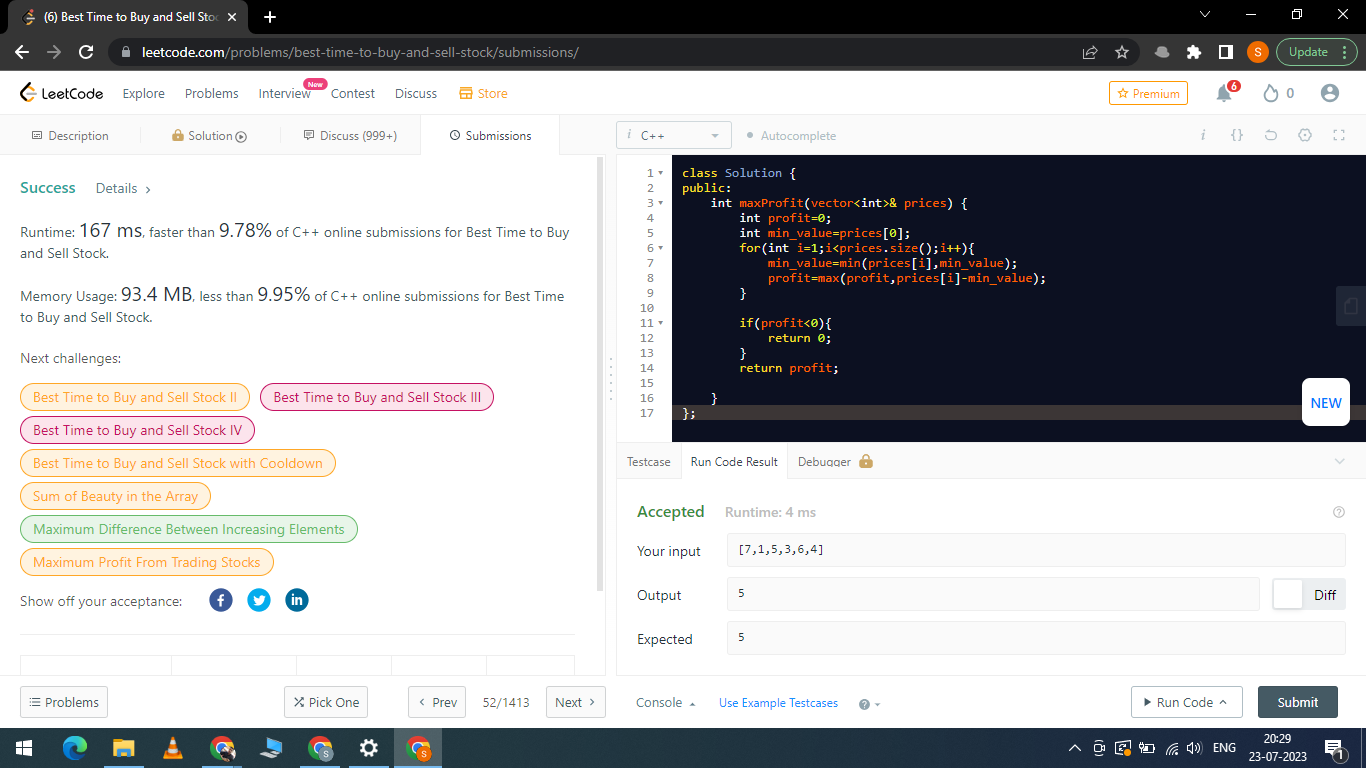 (6) Best Time to Buy and Sell Stoc
leetcode.com/problems/best-time-to-buy-and-sell-stock/submissions/
S
Update
LeetCode
Explore
Problems
Interview
New
Contest
Discuss
Store
Premium
6
0
Description
Solution
Discuss (999+)
Submissions
i
C++
Autocomplete
i
{}
Success
Details
Runtime: 167 ms, faster than 9.78% of C++ online submissions for Best Time to Buy
and Sell Stock.
Memory Usage: 93.4 MB, less than 9.95% of C++ online submissions for Best Time
to Buy and Sell Stock.
Next challenges:
Best Time to Buy and Sell Stock II
Best Time to Buy and Sell Stock III
Best Time to Buy and Sell Stock IV
Best Time to Buy and Sell Stock with Cooldown
Sum of Beauty in the Array
Maximum Difference Between Increasing Elements
Maximum Profit From Trading Stocks
Show off your acceptance:
1 class Solution {
2 public:
3     int maxProfit(vector<int>& prices) {
4         int profit=0;
5         int min_value=prices[0];
6         for(int i=1;i<prices.size();i++){
7             min_value=min(prices[i],min_value);
8             profit=max(profit,prices[i]-min_value);
9         }
10
11         if(profit<0){
12             return 0;
13         }
14         return profit;
15
16     }
17 };
NEW
Testcase
Run Code Result
Debugger
Accepted
Runtime: 4 ms
Your input
[7,1,5,3,6,4]
Output
5
Diff
Expected
5
Problems
Pick One
Prev
52/1413
Next
Console
Use Example Testcases
?
Run Code
Submit
S
S
ENG
20:29
23-07-2023
1